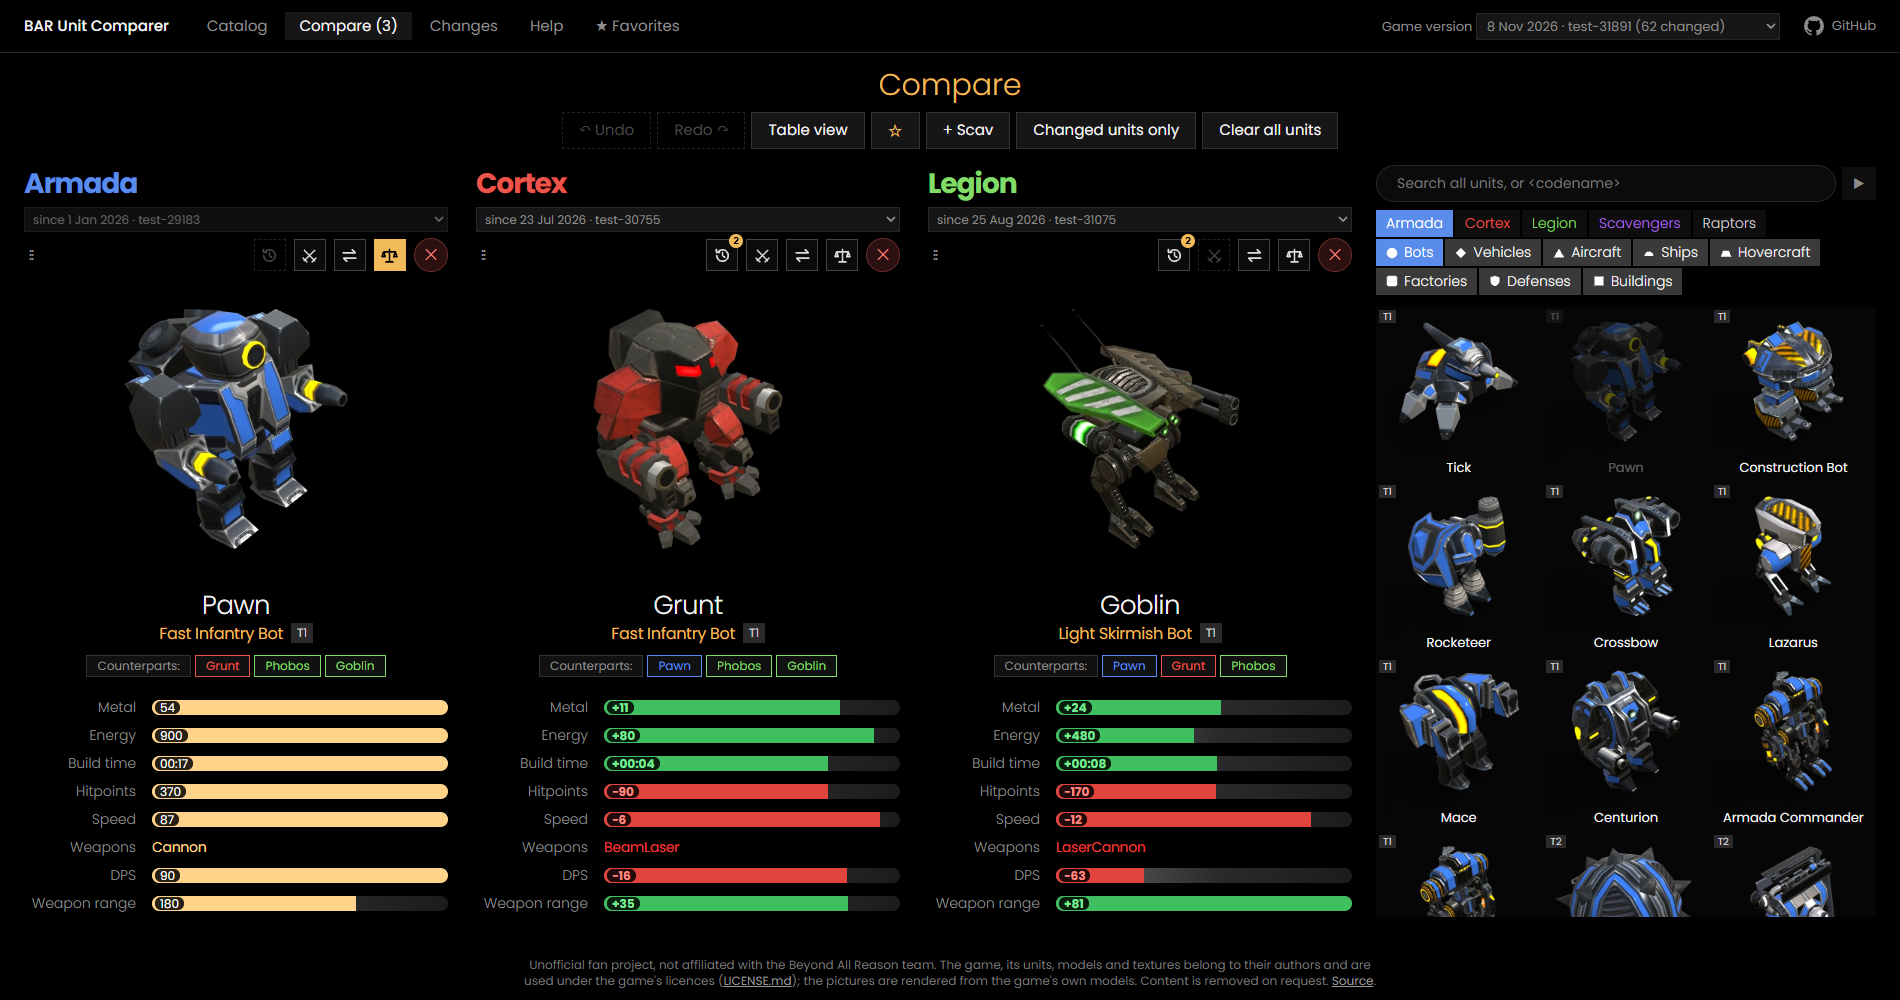 BAR Unit Comparer Catalog Compare (3) Changes Help ★ Favorites Game version 8 Nov 2026 · test-31891 (62 changed) GitHub
Compare
↶ Undo Redo ↷ Table view ☆ + Scav Changed units only Clear all units
Armada
since 1 Jan 2026 · test-29183
Pawn
Fast Infantry Bot T1
Counterparts: Grunt Phobos Goblin
Metal 54
Energy 900
Build time 00:17
Hitpoints 370
Speed 87
Weapons Cannon
DPS 90
Weapon range 180
Cortex
since 23 Jul 2026 · test-30755
2
Grunt
Fast Infantry Bot T1
Counterparts: Pawn Phobos Goblin
Metal +11
Energy +80
Build time +00:04
Hitpoints -90
Speed -6
Weapons BeamLaser
DPS -16
Weapon range +35
Legion
since 25 Aug 2026 · test-31075
2
Goblin
Light Skirmish Bot T1
Counterparts: Pawn Grunt Phobos
Metal +24
Energy +480
Build time +00:08
Hitpoints -170
Speed -12
Weapons LaserCannon
DPS -63
Weapon range +81
Search all units, or <codename>
Armada Cortex Legion Scavengers Raptors
Bots Vehicles Aircraft Ships Hovercraft
Factories Defenses Buildings
T1 T1 T1
Tick Pawn Construction Bot
T1 T1 T1
Rocketeer Crossbow Lazarus
T1 T1 T1
Mace Centurion Armada Commander
T1 T2 T2
Unofficial fan project, not affiliated with the Beyond All Reason team. The game, its units, models and textures belong to their authors and are
used under the game's licences (LICENSE.md); the pictures are rendered from the game's own models. Content is removed on request. Source.